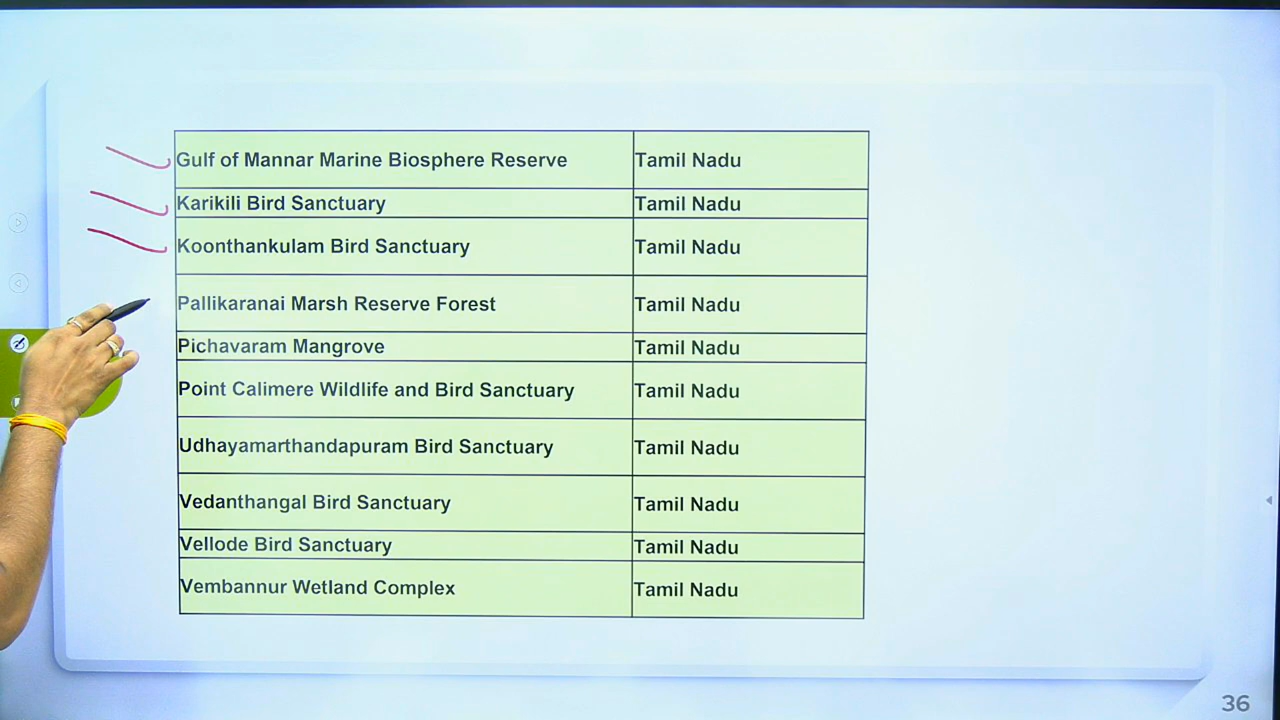 Gulf of Mannar Marine Biosphere Reserve Tamil Nadu
Karikili Bird Sanctuary Tamil Nadu
Koonthankulam Bird Sanctuary Tamil Nadu
Pallikaranai Marsh Reserve Forest Tamil Nadu
Pichavaram Mangrove Tamil Nadu
Point Calimere Wildlife and Bird Sanctuary Tamil Nadu
Udhayamarthandapuram Bird Sanctuary Tamil Nadu
Vedanthangal Bird Sanctuary Tamil Nadu
Vellode Bird Sanctuary Tamil Nadu
Vembannur Wetland Complex Tamil Nadu
36